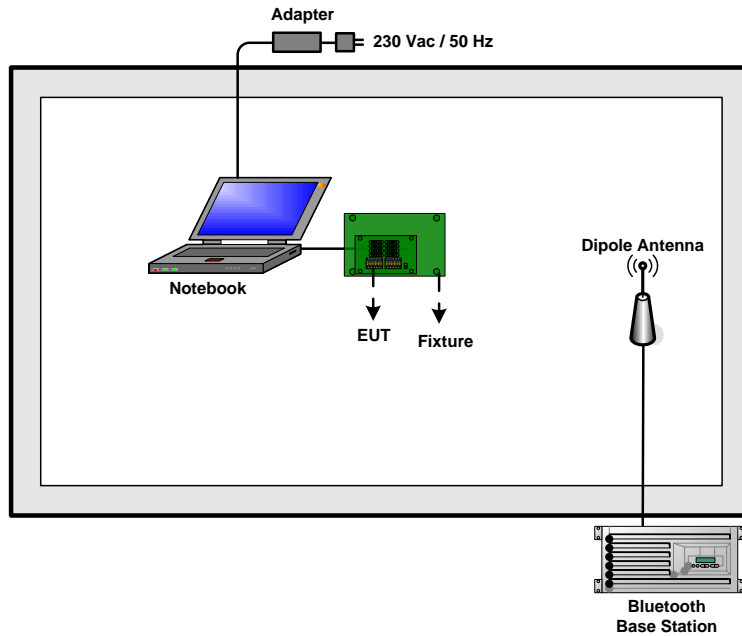 Adapter
230 Vac / 50 Hz
Notebook
EUT
Fixture
Dipole Antenna
Bluetooth
Base Station